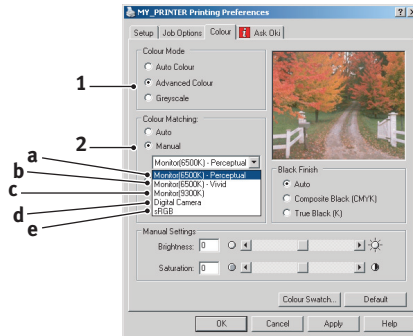 MY_PRINTER Printing Preferences
Setup
Job Options
Colour
Ask Oki
Colour Mode
Auto Colour
1
Advanced Colour
Greyscale
Colour Matching:
Auto
2
Manual
a
Monitor(6500K) - Perceptual
Monitor(6500K) - Perceptual
b
Monitor(6500K) - Vivid
c
Monitor(9300K)
d
Digital Camera
e
sRGB
Black Finish
Auto
Composite Black (CMYK)
True Black (K)
Manual Settings
Brightness: 0
Saturation: 0
Colour Swatch...
Default
OK
Cancel
Apply
Help